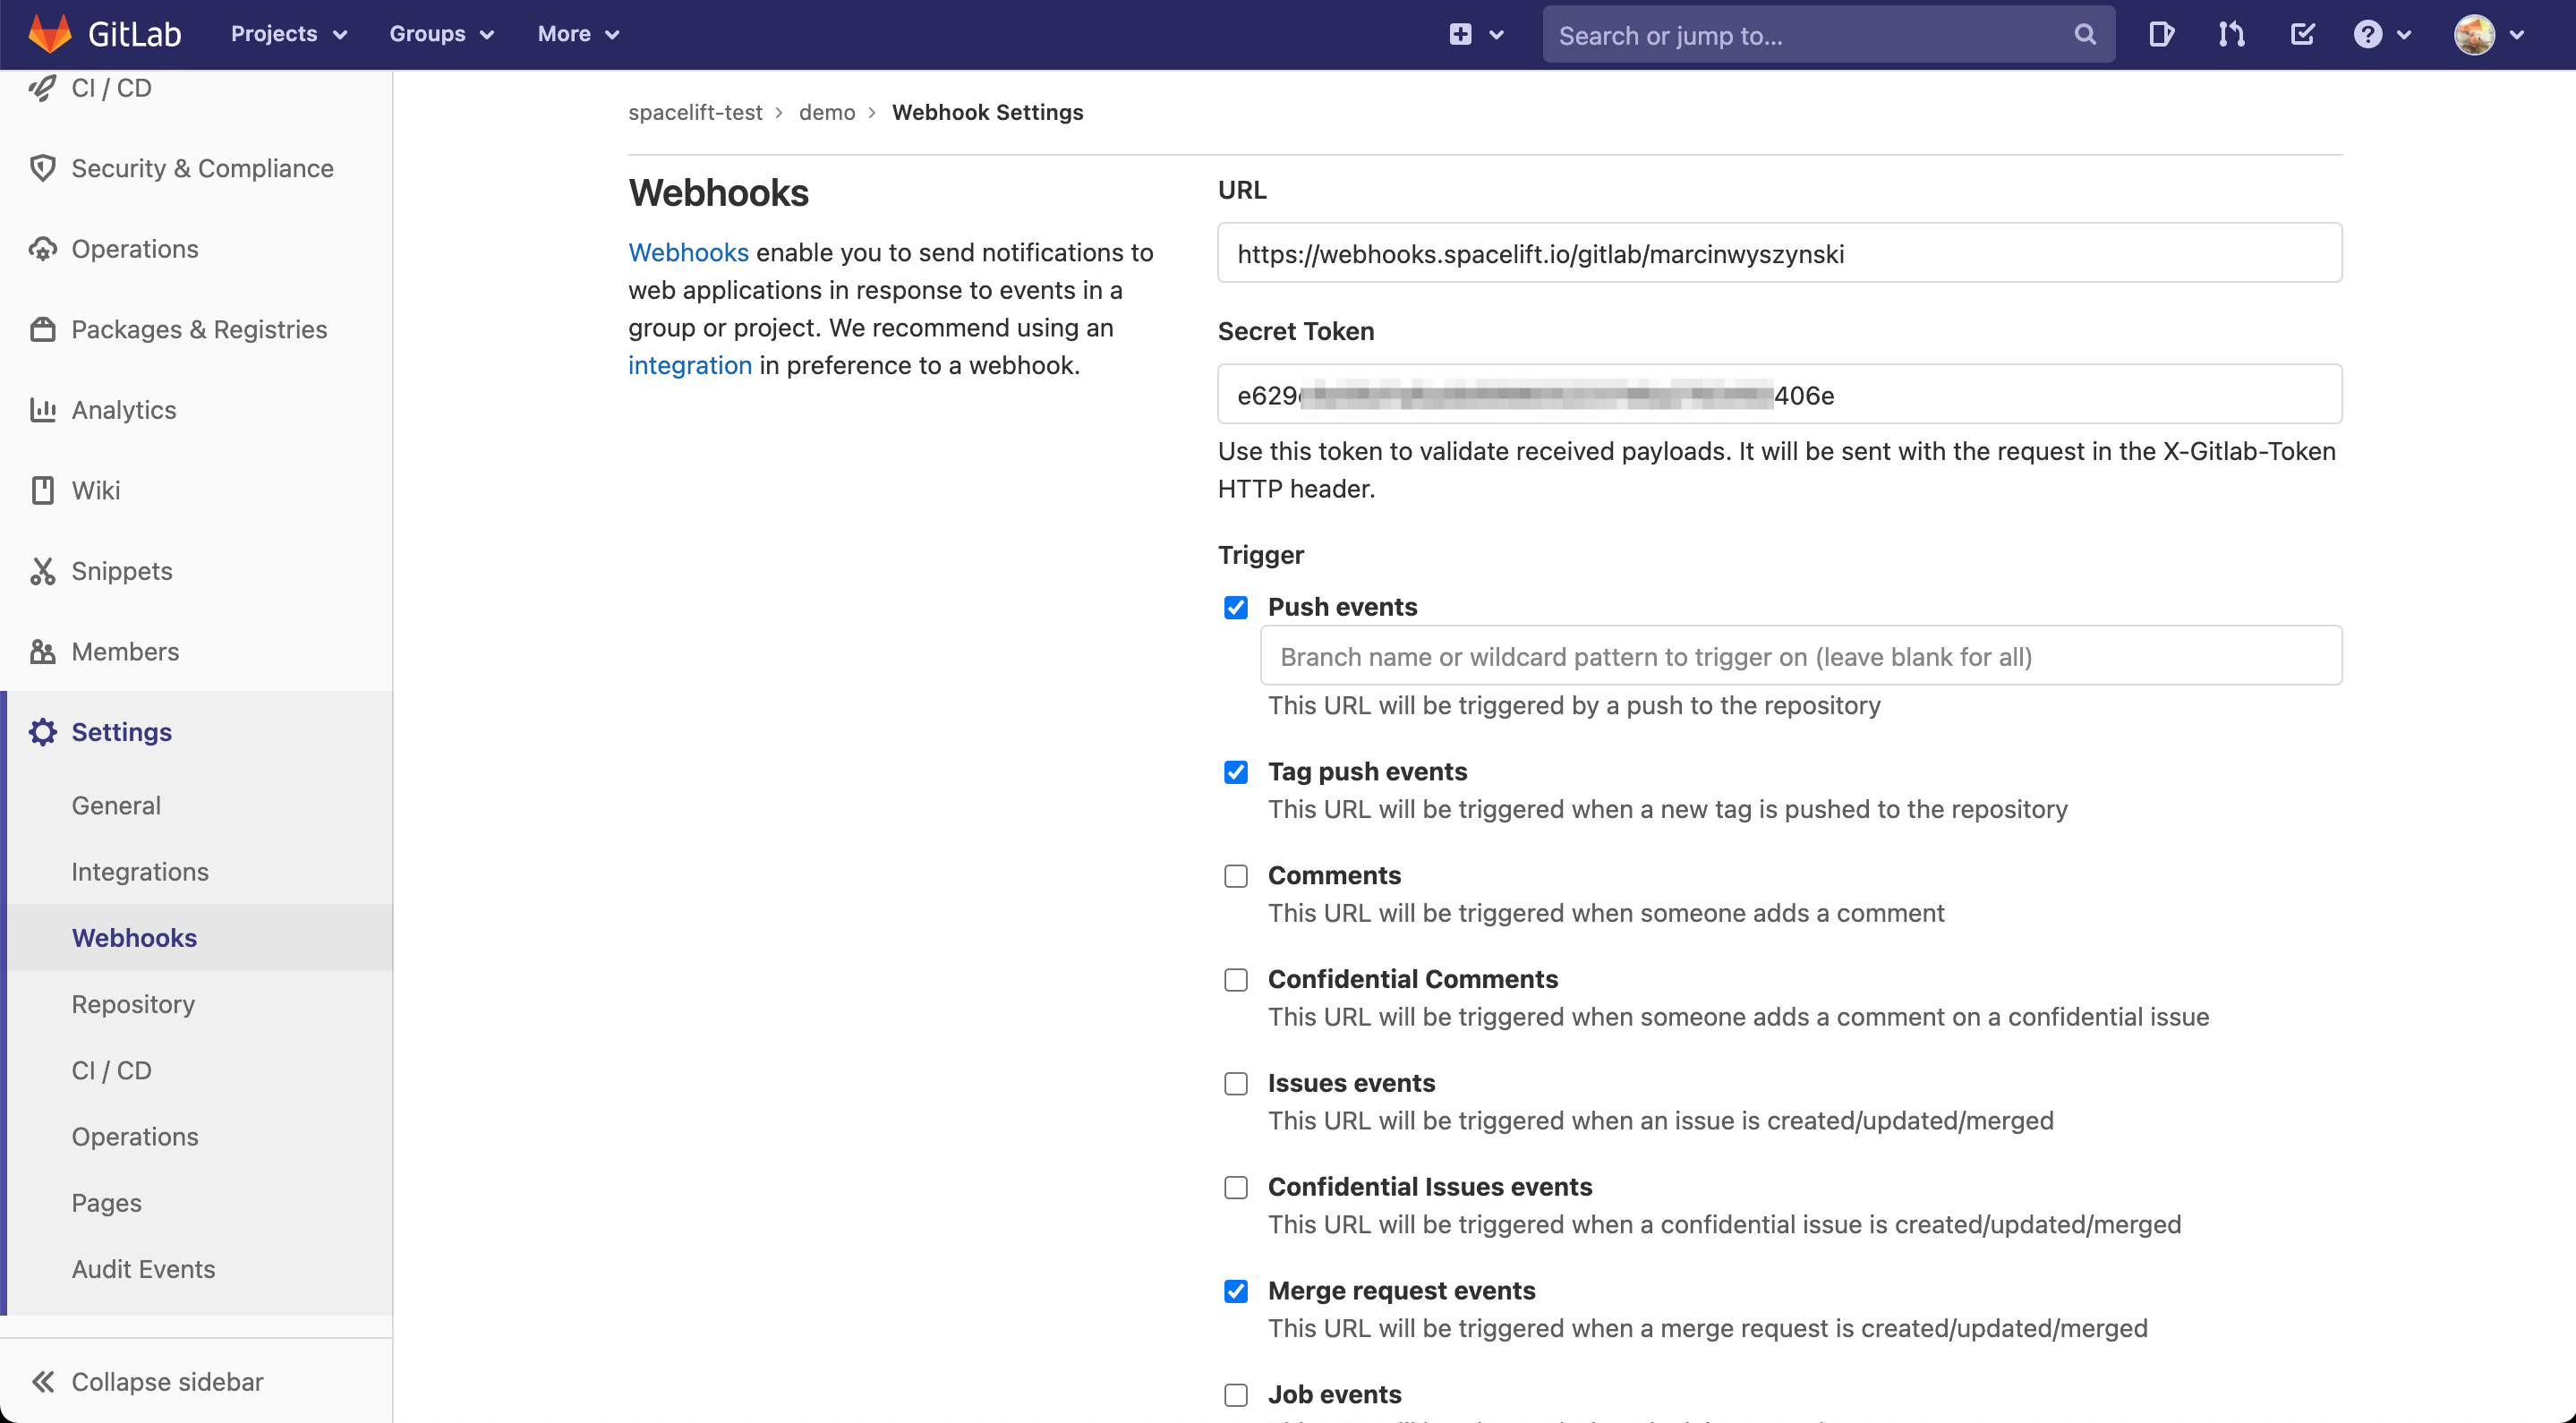 GitLab Projects Groups More Search or jump to...
CI / CD
Security & Compliance
Operations
Packages & Registries
Analytics
Wiki
Snippets
Members
Settings
General
Integrations
Webhooks
Repository
CI / CD
Operations
Pages
Audit Events
Collapse sidebar
spacelift-test > demo > Webhook Settings
Webhooks
Webhooks enable you to send notifications to
web applications in response to events in a
group or project. We recommend using an
integration in preference to a webhook.
URL
https://webhooks.spacelift.io/gitlab/marcinwyszynski
Secret Token
e629 406e
Use this token to validate received payloads. It will be sent with the request in the X-Gitlab-Token
HTTP header.
Trigger
Push events
Branch name or wildcard pattern to trigger on (leave blank for all)
This URL will be triggered by a push to the repository
Tag push events
This URL will be triggered when a new tag is pushed to the repository
Comments
This URL will be triggered when someone adds a comment
Confidential Comments
This URL will be triggered when someone adds a comment on a confidential issue
Issues events
This URL will be triggered when an issue is created/updated/merged
Confidential Issues events
This URL will be triggered when a confidential issue is created/updated/merged
Merge request events
This URL will be triggered when a merge request is created/updated/merged
Job events